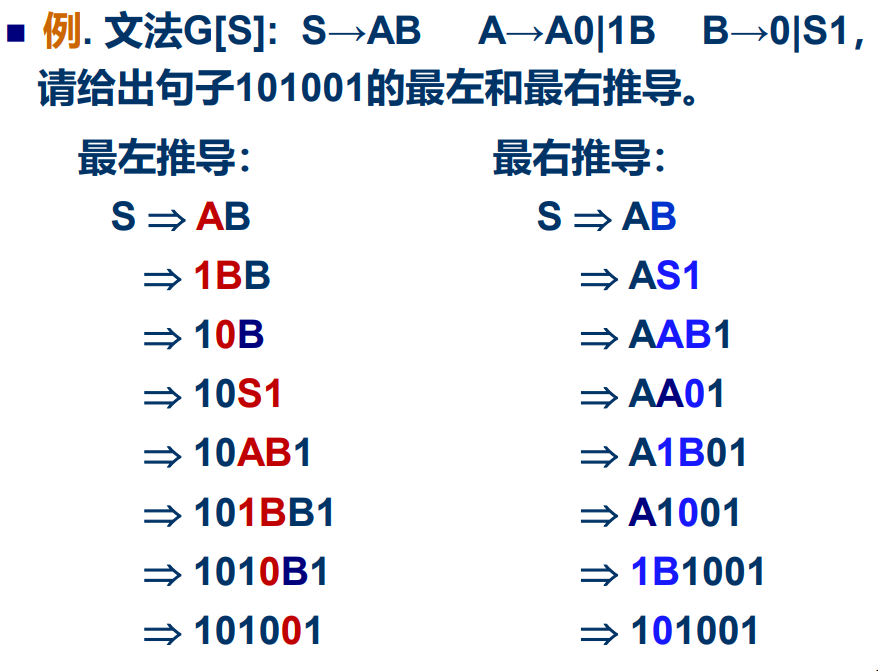 ■ 例. 文法G[S]: S→AB A→A0|1B B→0|S1，
请给出句子101001的最左和最右推导。
最左推导： 最右推导：
S ⇒ AB S ⇒ AB
⇒ 1BB ⇒ AS1
⇒ 10B ⇒ AAB1
⇒ 10S1 ⇒ AA01
⇒ 10AB1 ⇒ A1B01
⇒ 101BB1 ⇒ A1001
⇒ 1010B1 ⇒ 1B1001
⇒ 101001 ⇒ 101001